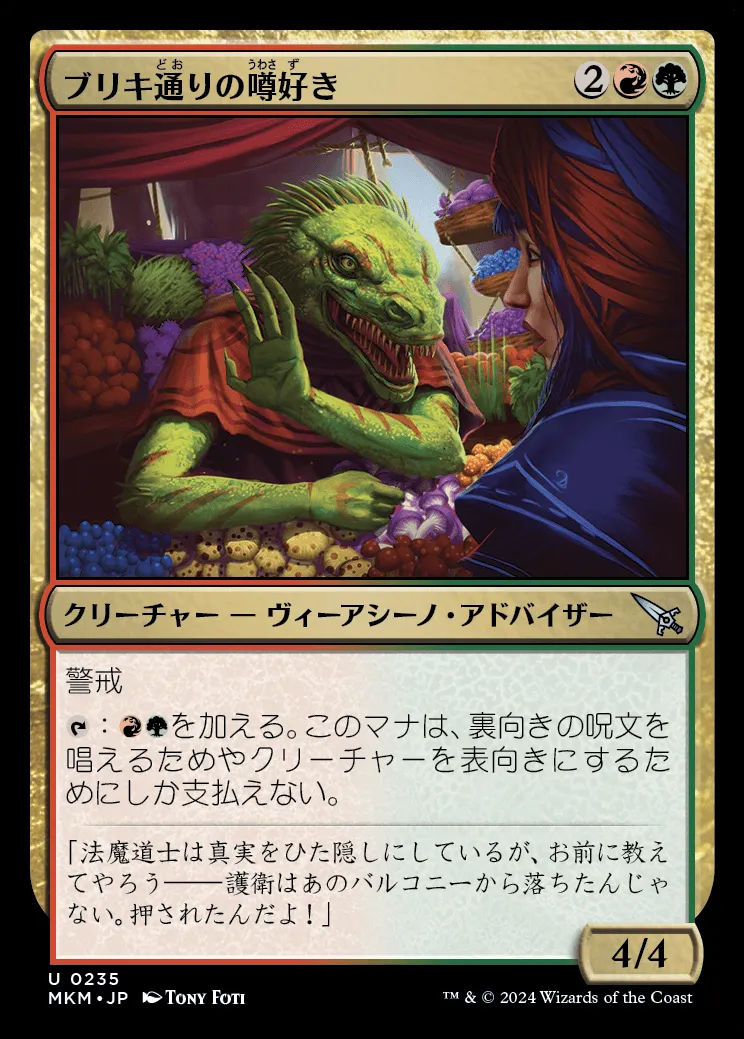 ブリキ通りの噂好き 2
クリーチャー ― ヴィーアシーノ・アドバイザー
警戒
：を加える。このマナは、裏向きの呪文を
唱えるためやクリーチャーを表向きにするた
めにしか支払えない。
「法魔道士は真実をひた隠しにしているが、お前に教え
てやろう――護衛はあのバルコニーから落ちたんじゃ
ない。押されたんだよ！」
4/4
U 0235
MKM・JP Tony Foti
™ & © 2024 Wizards of the Coast